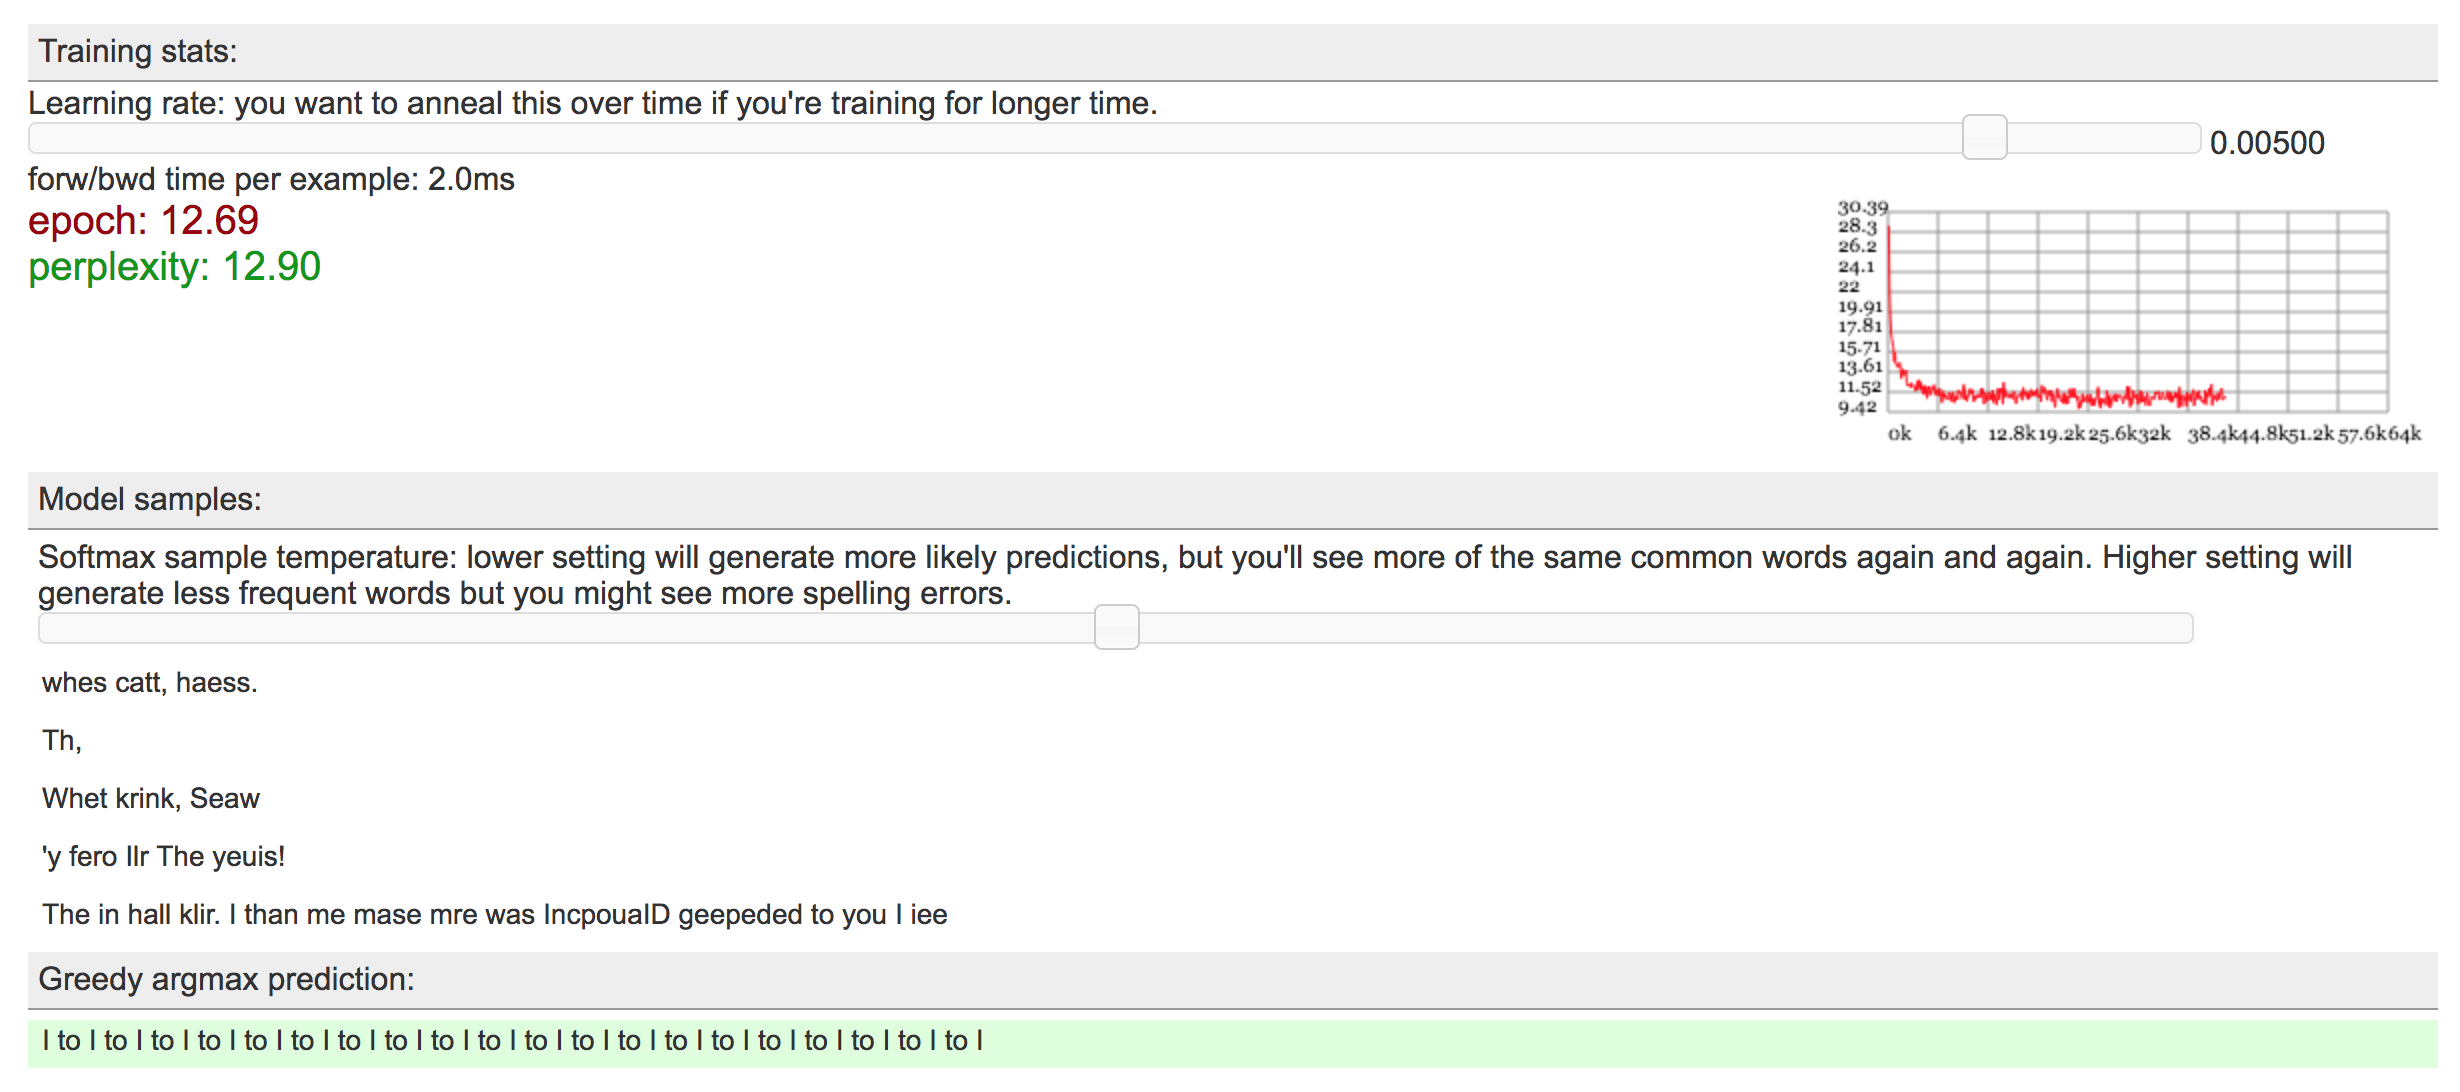 Training stats:
Learning rate: you want to anneal this over time if you're training for longer time.
0.00500
forw/bwd time per example: 2.0ms
epoch: 12.69
perplexity: 12.90
30.39
28.3
26.2
24.1
22
19.91
17.81
15.71
13.61
11.52
9.42
0k 6.4k 12.8k 19.2k 25.6k 32k 38.4k 44.8k 51.2k 57.6k 64k
Model samples:
Softmax sample temperature: lower setting will generate more likely predictions, but you'll see more of the same common words again and again. Higher setting will
generate less frequent words but you might see more spelling errors.
whes catt, haess.
Th,
Whet krink, Seaw
'y fero llr The yeuis!
The in hall klir. I than me mase mre was IncpouaID geepeded to you I iee
Greedy argmax prediction:
I to I to I to I to I to I to I to I to I to I to I to I to I to I to I to I to I to I to I to I to I